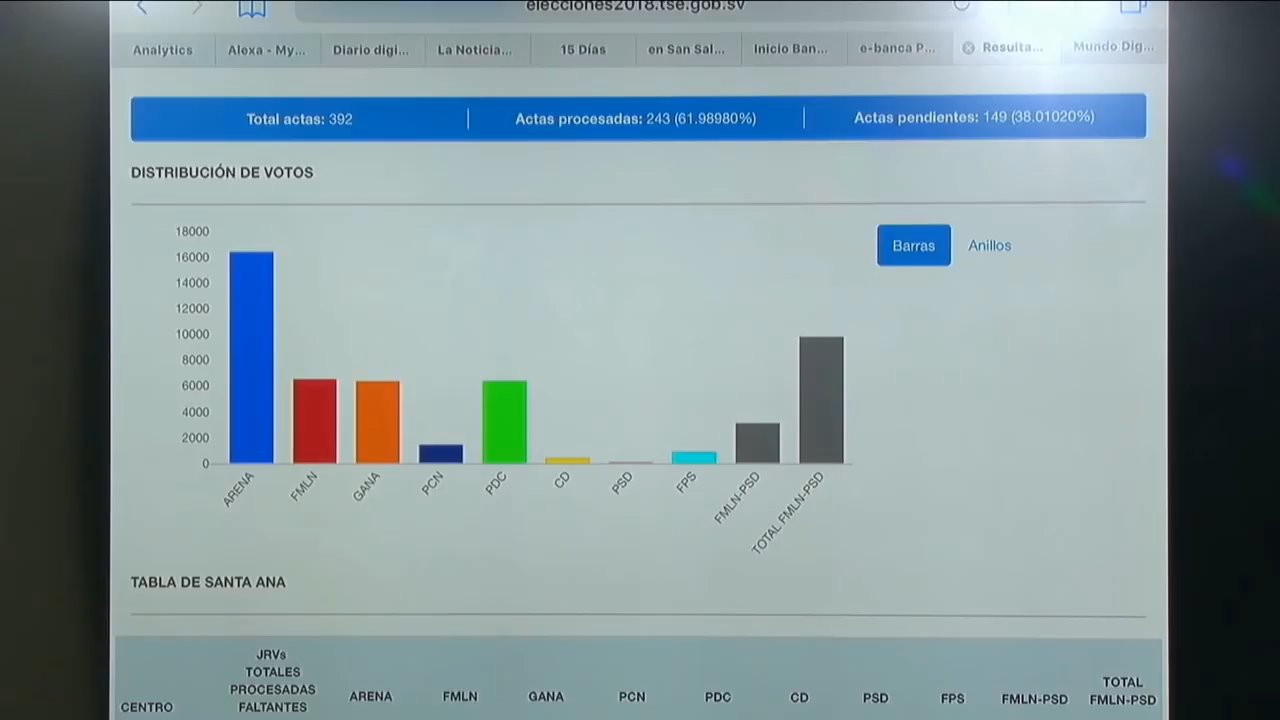 elecciones2018.tse.gob.sv
Analytics
Alexa - My...
Diario digi...
La Noticia...
15 Días
en San Sal...
Inicio Ban...
e-banca P...
Resulta...
Mundo Dig...
Total actas: 392
Actas procesadas: 243 (61.98980%)
Actas pendientes: 149 (38.01020%)
DISTRIBUCIÓN DE VOTOS
Barras
Anillos
18000
16000
14000
12000
10000
8000
6000
4000
2000
0
ARENA
FMLN
GANA
PCN
PDC
CD
PSD
FPS
FMLN-PSD
TOTAL FMLN-PSD
TABLA DE SANTA ANA
CENTRO
JRVs
TOTALES
PROCESADAS
FALTANTES
ARENA
FMLN
GANA
PCN
PDC
CD
PSD
FPS
FMLN-PSD
TOTAL
FMLN-PSD